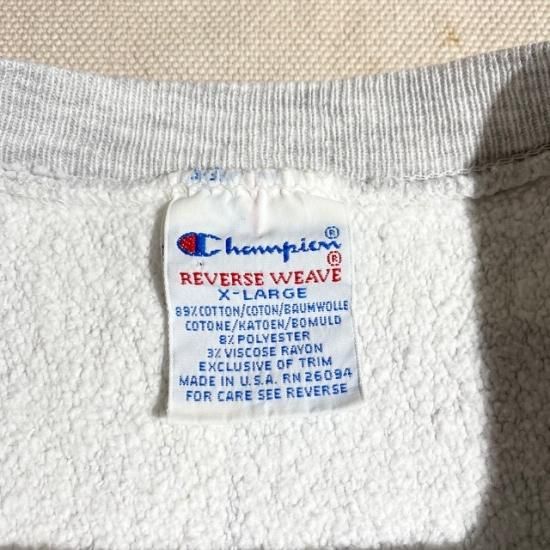 Champion®
REVERSE WEAVE®
X-LARGE
89% COTTON/COTON/BAUMWOLLE
COTONE/KATOEN/BOMULD
8% POLYESTER
3% VISCOSE RAYON
EXCLUSIVE OF TRIM
MADE IN U.S.A. RN 26094
FOR CARE SEE REVERSE